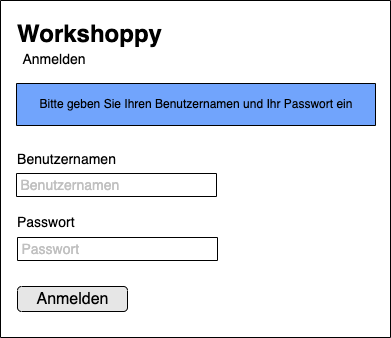 Workshoppy
Anmelden
Bitte geben Sie Ihren Benutzernamen und Ihr Passwort ein
Benutzernamen
Benutzernamen
Passwort
Passwort
Anmelden